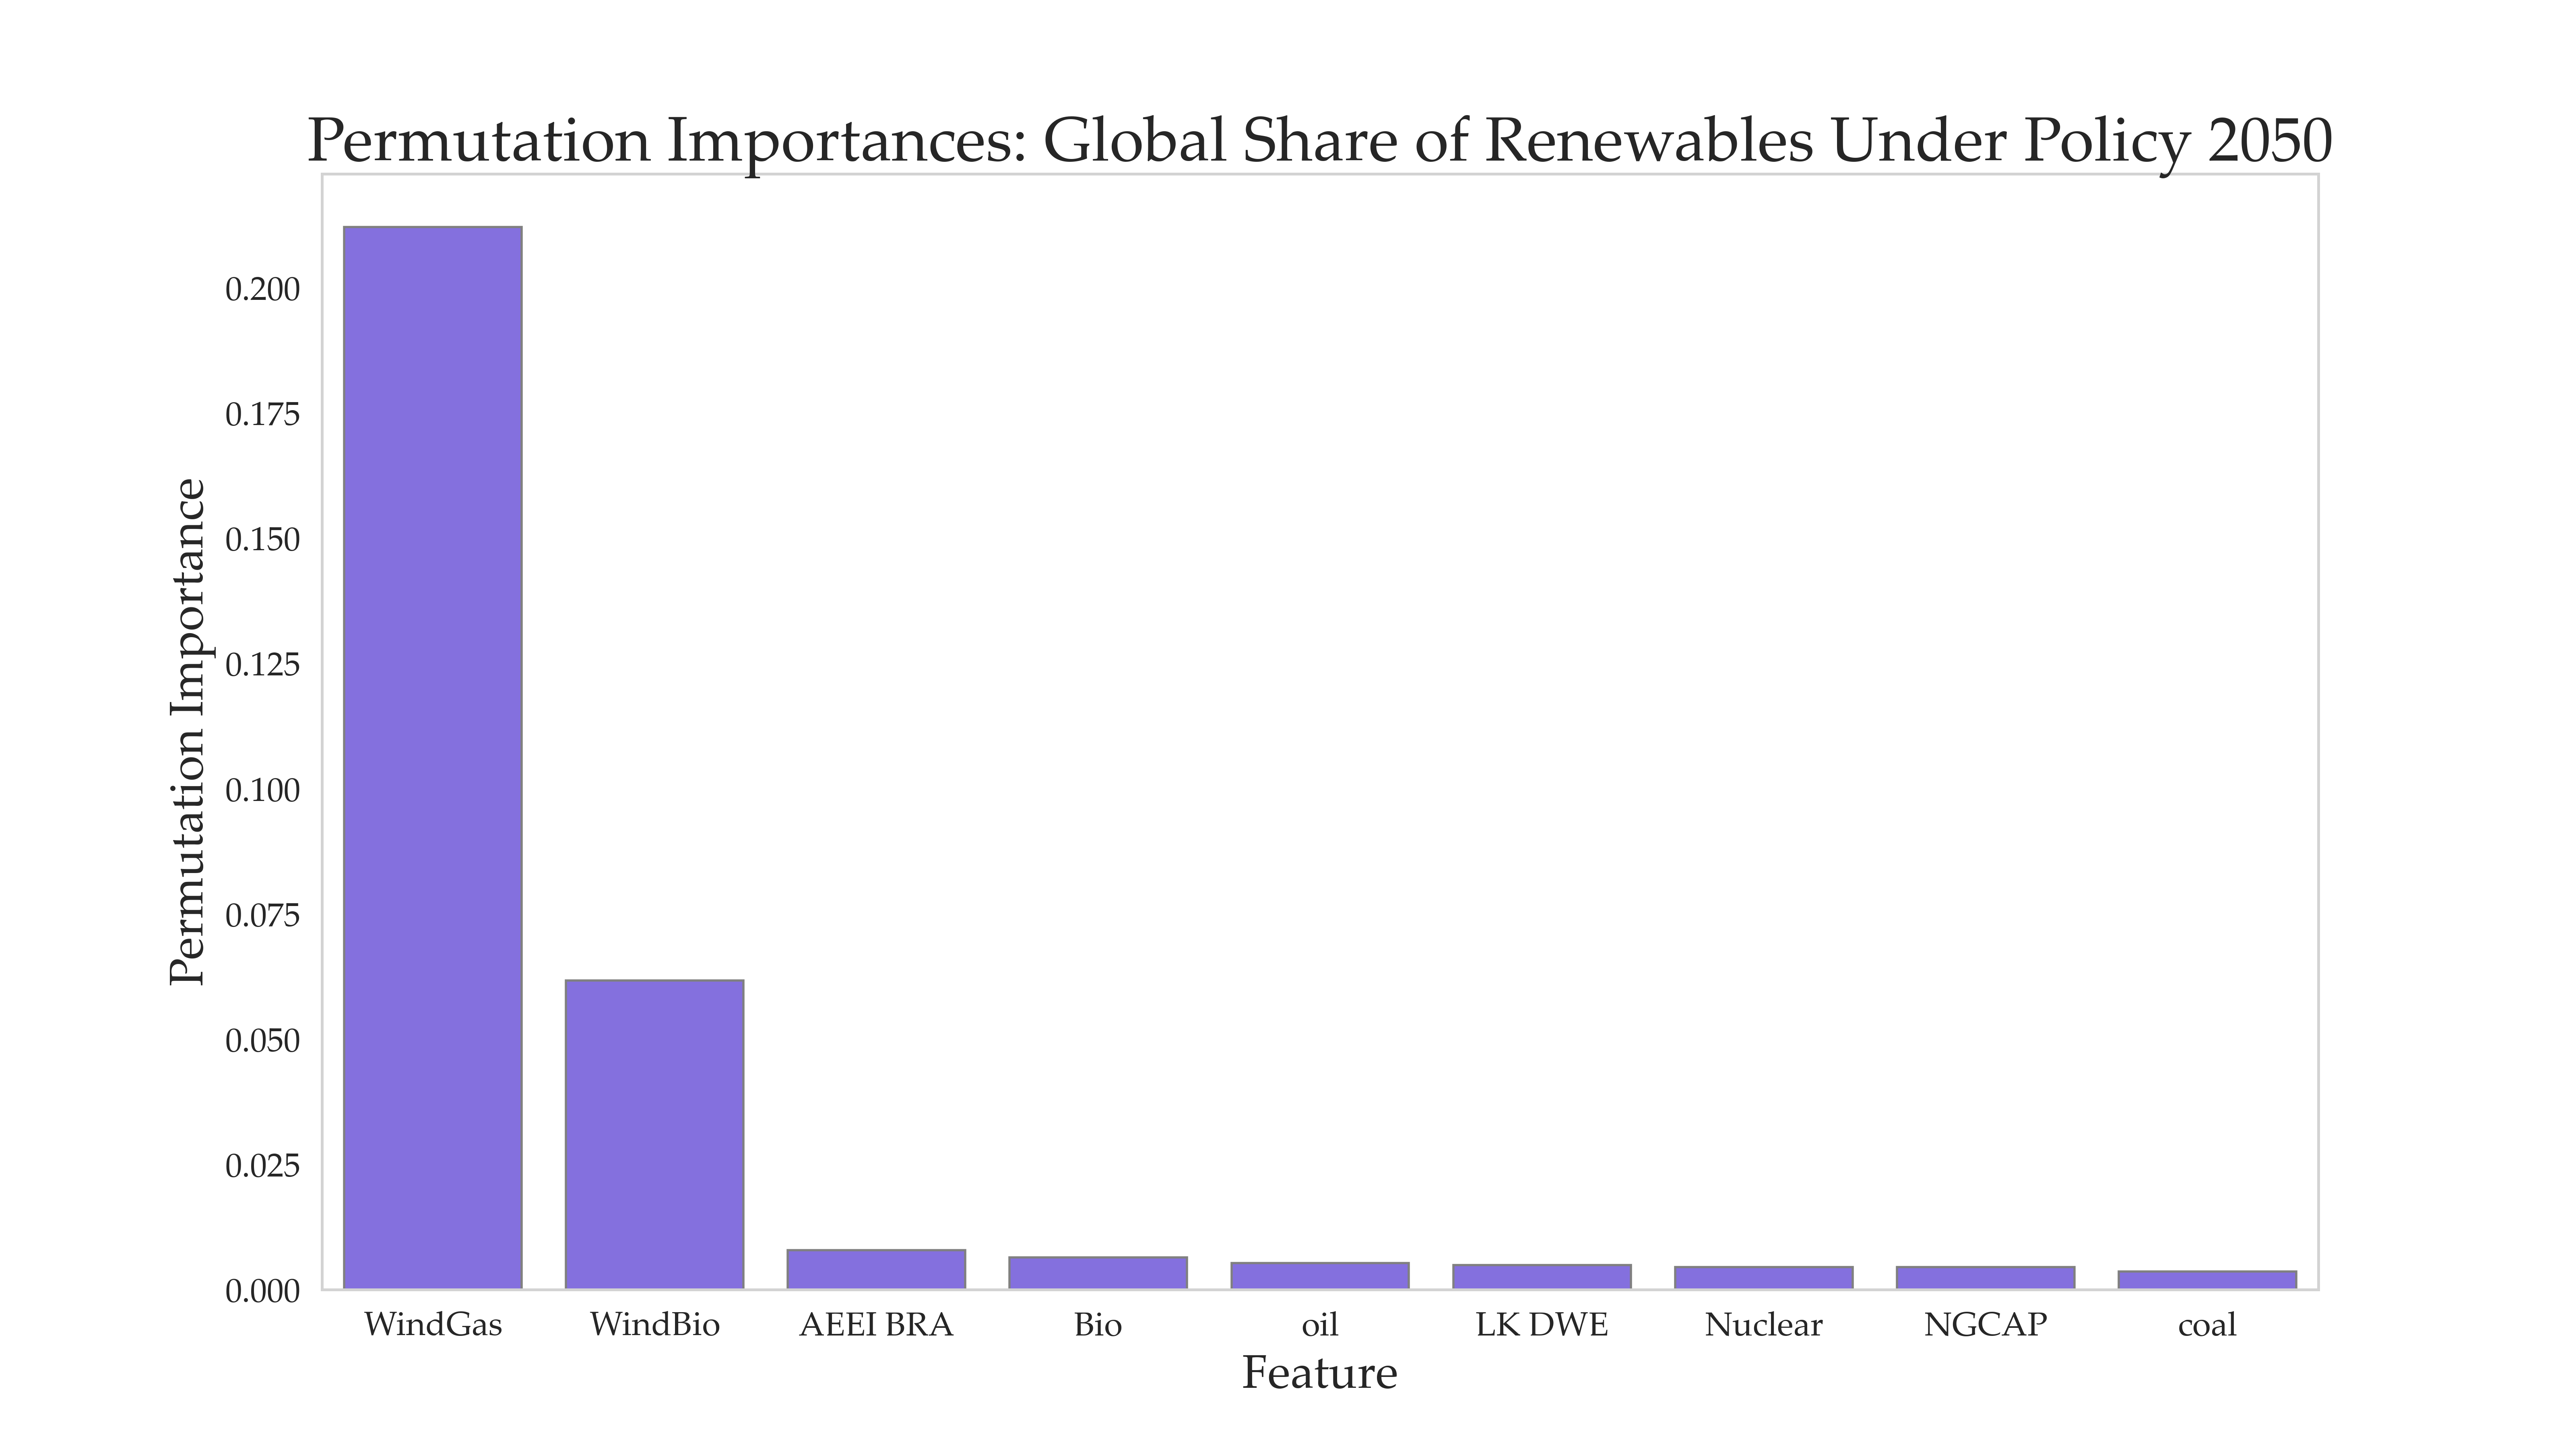 Permutation Importances: Global Share of Renewables Under Policy 2050
Permutation Importance
0.200
0.175
0.150
0.125
0.100
0.075
0.050
0.025
0.000
WindGas WindBio AEEI BRA Bio oil LK DWE Nuclear NGCAP coal
Feature